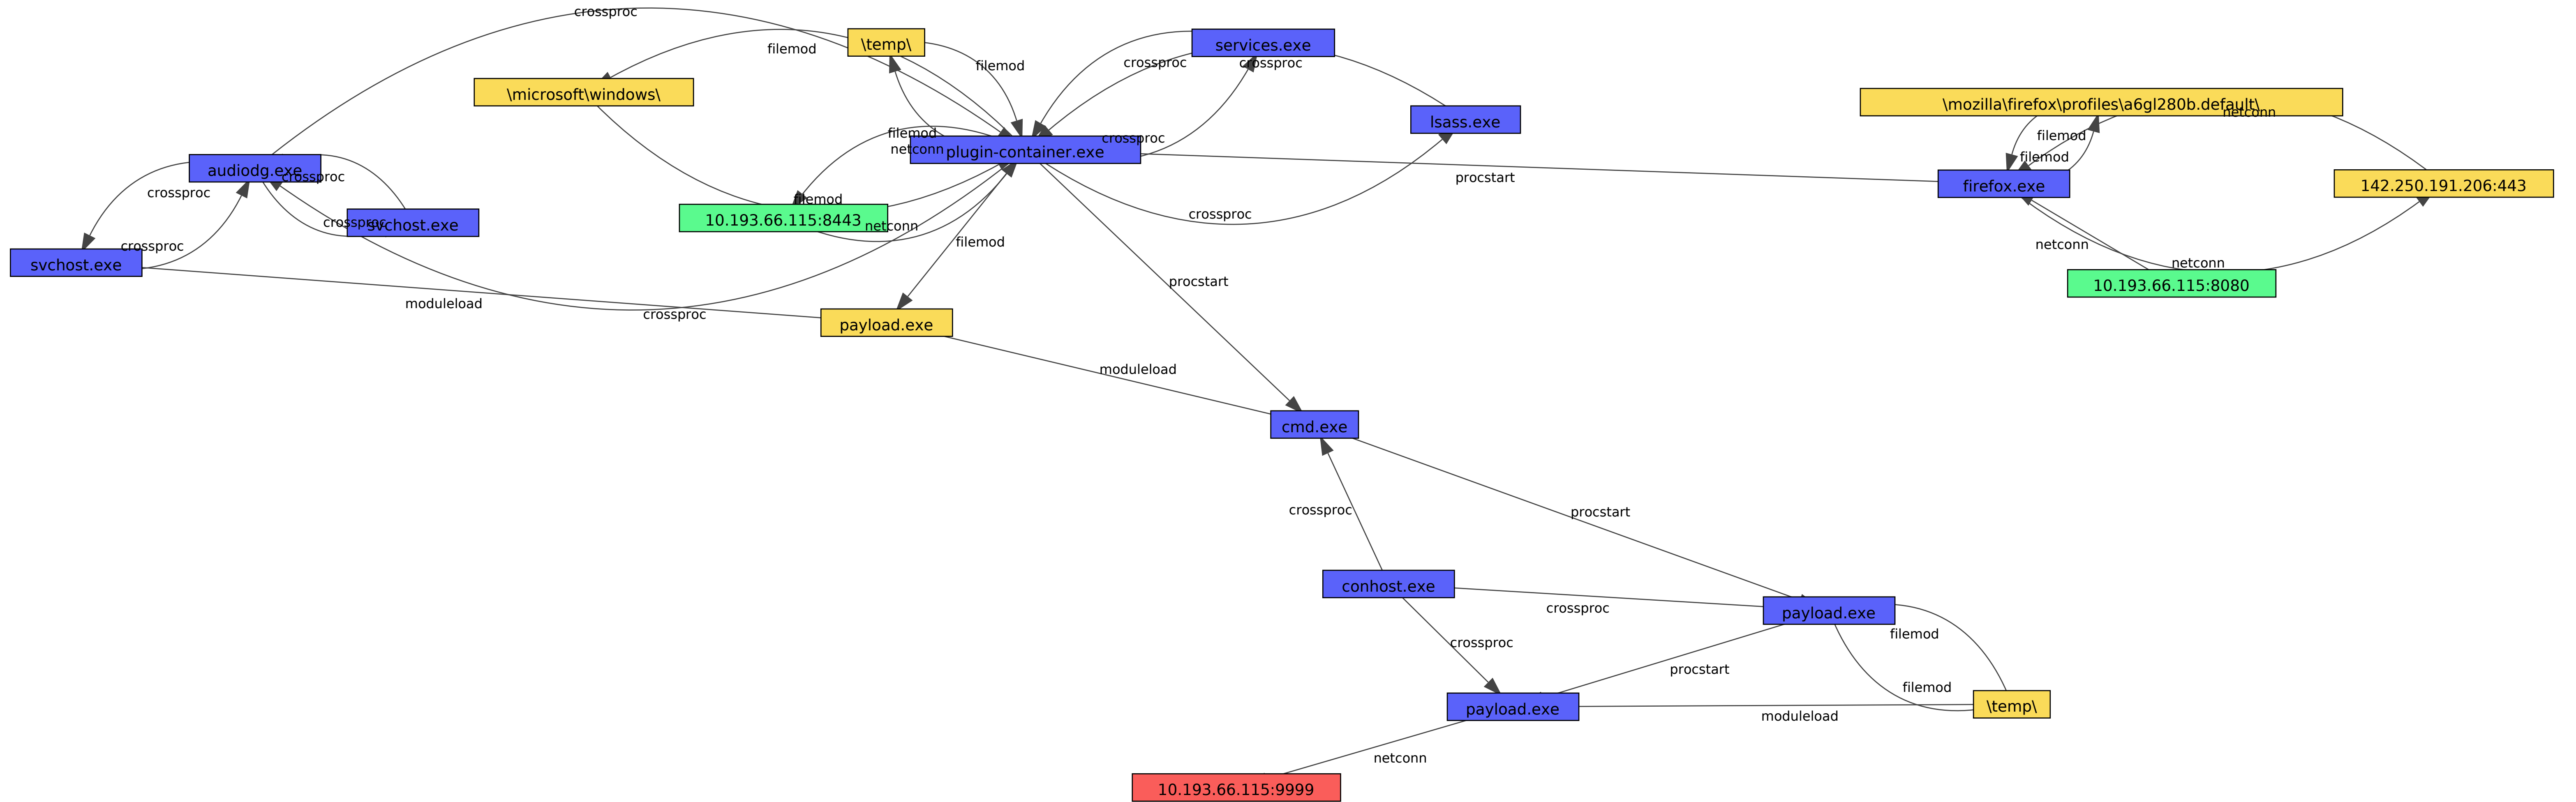 crossproc
\temp\
filemod
services.exe
filemod
crossproc
crossproc
\microsoft\windows\
\mozilla\firefox\profiles\a6gl280b.default\
netconn
lsass.exe
filemod
crossproc
filemod
netconn
plugin-container.exe
filemod
audiodg.exe
crossproc
procstart
firefox.exe
142.250.191.206:443
crossproc
filemod
10.193.66.115:8443
crossproc
crossproc
svchost.exe
netconn
crossproc
filemod
netconn
svchost.exe
netconn
procstart
10.193.66.115:8080
moduleload
crossproc
payload.exe
moduleload
cmd.exe
crossproc
procstart
conhost.exe
crossproc
payload.exe
filemod
crossproc
procstart
filemod
payload.exe
\temp\
moduleload
netconn
10.193.66.115:9999